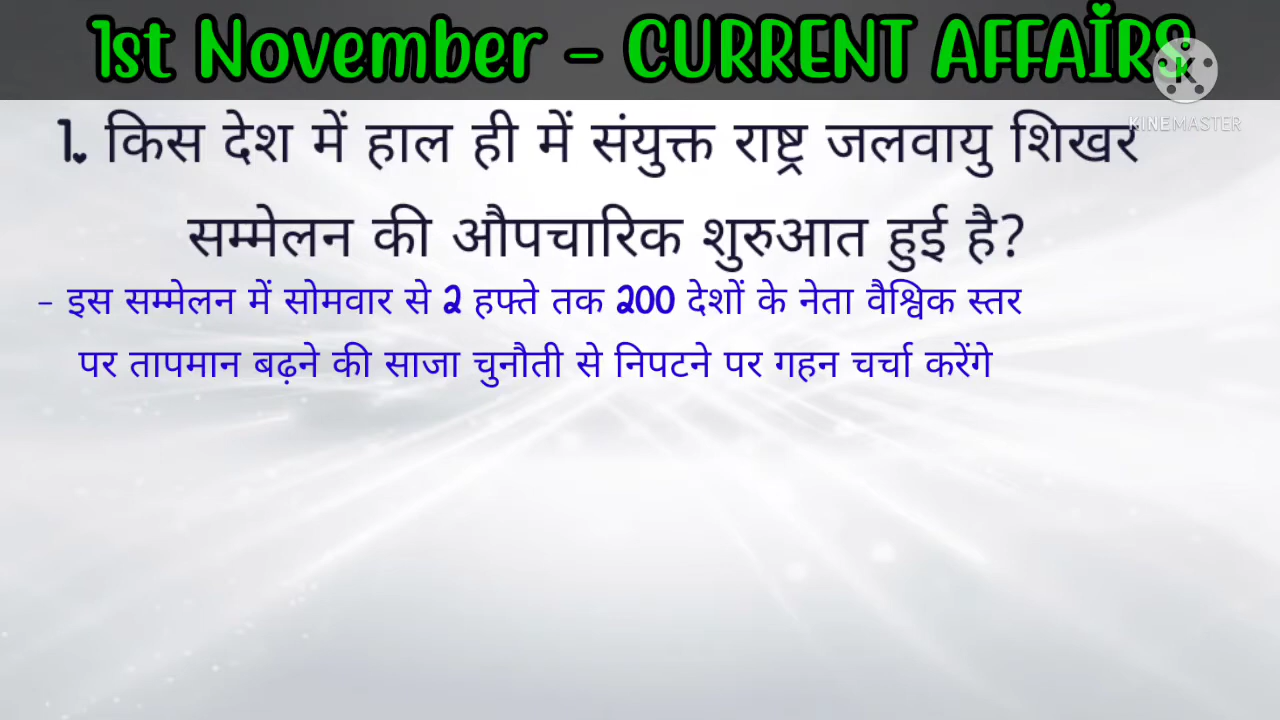 1st November - CURRENT AFFAIRS
KINEMASTER
1. किस देश में हाल ही में संयुक्त राष्ट्र जलवायु शिखर
सम्मेलन की औपचारिक शुरुआत हुई है?
- इस सम्मेलन में सोमवार से 2 हफ्ते तक 200 देशों के नेता वैश्विक स्तर
पर तापमान बढ़ने की साजा चुनौती से निपटने पर गहन चर्चा करेंगे